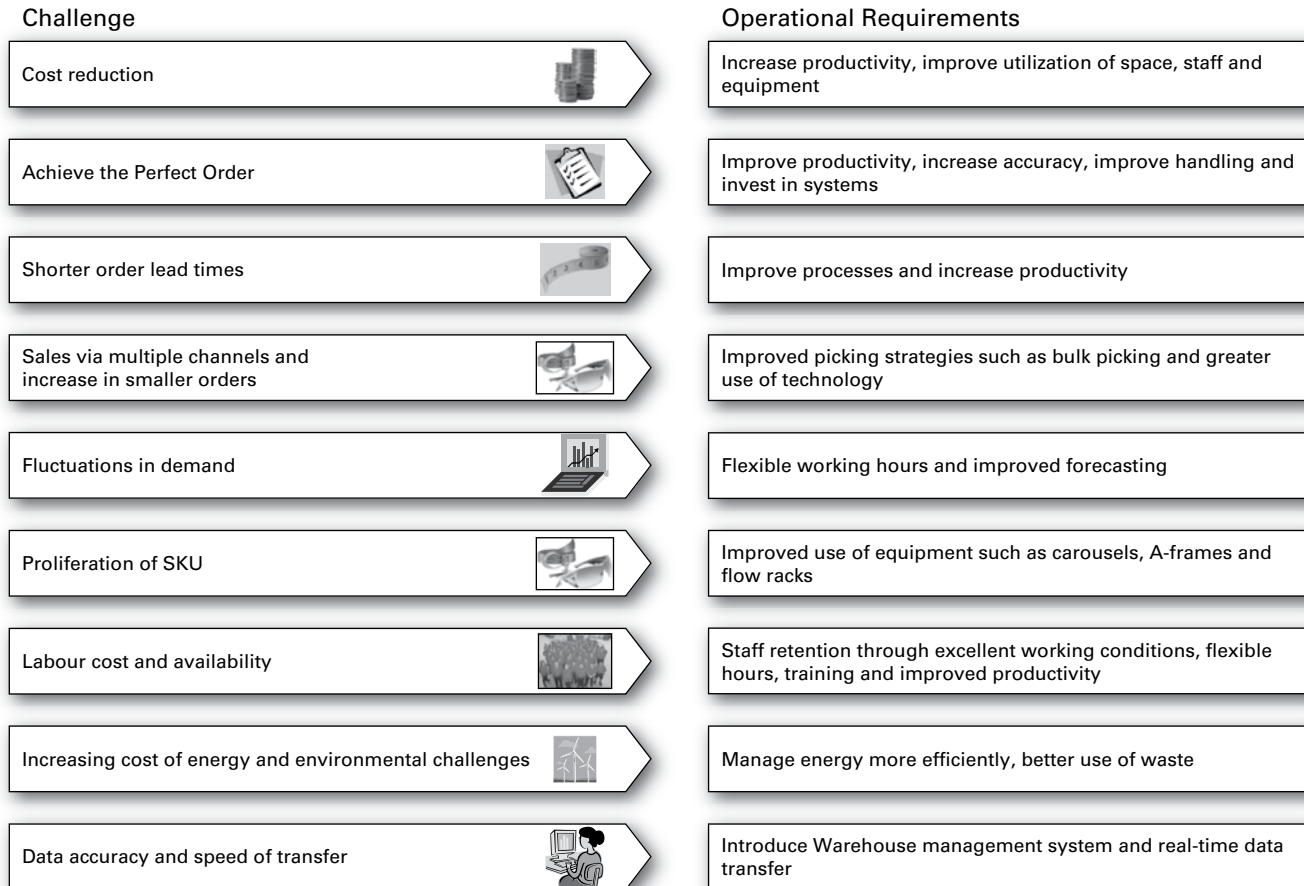 Challenge
Operational Requirements
Cost reduction
Increase productivity, improve utilization of space, staff and
equipment
Achieve the Perfect Order
Improve productivity, increase accuracy, improve handling and
invest in systems
Shorter order lead times
Improve processes and increase productivity
Sales via multiple channels and
increase in smaller orders
Improved picking strategies such as bulk picking and greater
use of technology
Fluctuations in demand
Flexible working hours and improved forecasting
Proliferation of SKU
Improved use of equipment such as carousels, A-frames and
flow racks
Labour cost and availability
Staff retention through excellent working conditions, flexible
hours, training and improved productivity
Increasing cost of energy and environmental challenges
Manage energy more efficiently, better use of waste
Data accuracy and speed of transfer
Introduce Warehouse management system and real-time data
transfer